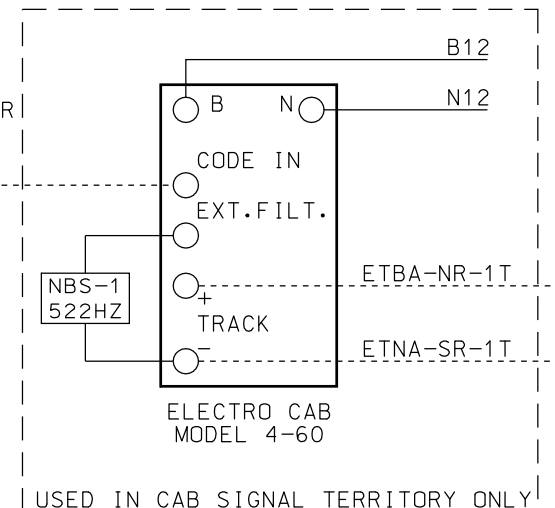 B12
R
B N
N12
CODE IN
EXT.FILT.
NBS-1
522HZ
ETBA-NR-1T
+
TRACK
-
ETNA-SR-1T
ELECTRO CAB
MODEL 4-60
USED IN CAB SIGNAL TERRITORY ONLY